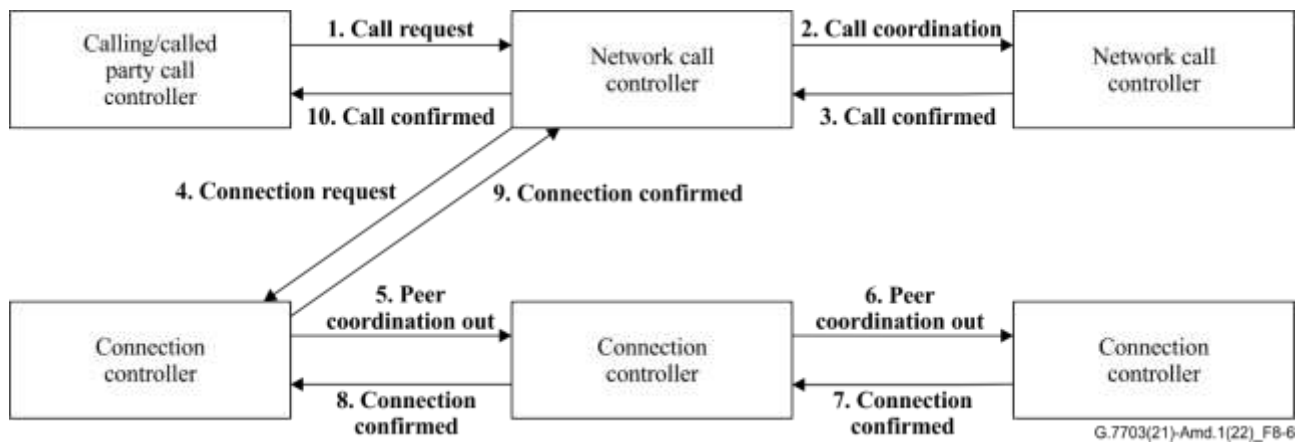 Calling/called
party call
controller
1. Call request
10. Call confirmed
Network call
controller
2. Call coordination
3. Call confirmed
Network call
controller
4. Connection request
9. Connection confirmed
Connection
controller
5. Peer
coordination out
8. Connection
confirmed
Connection
controller
6. Peer
coordination out
7. Connection
confirmed
Connection
controller
G.7703(21)-Amd.1(22)_F8-6